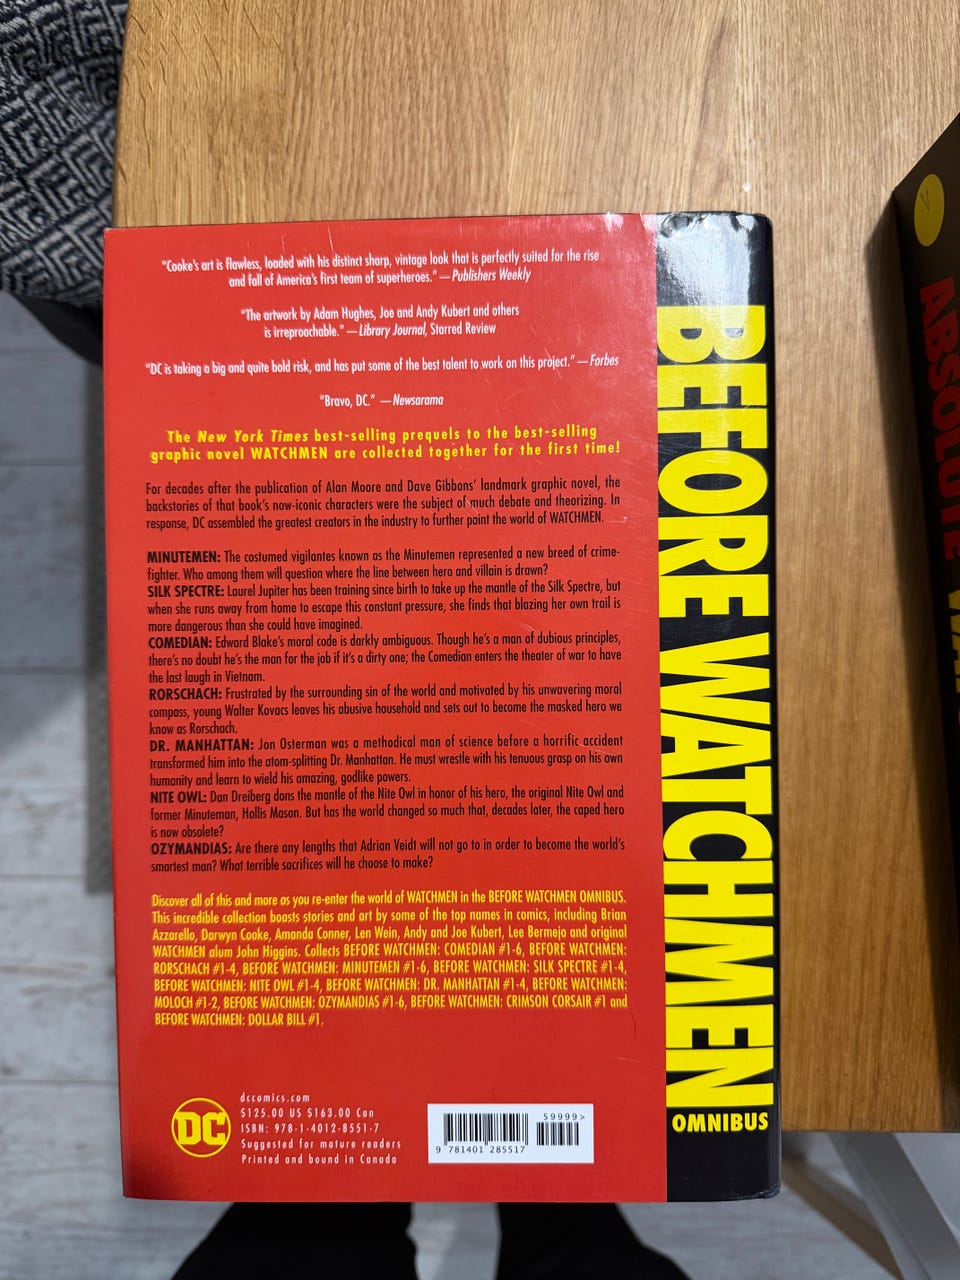 "Cooke's art is flawless, loaded with his distinct sharp, vintage look that is perfectly suited for the rise
and fall of America's first team of superheroes." —Publishers Weekly
"The artwork by Adam Hughes, Joe and Andy Kubert and others
is irreproachable." —Library Journal, Starred Review
"DC is taking a big and quite bold risk, and has put some of the best talent to work on this project." —Forbes
"Bravo, DC." —Newsarama
The New York Times best-selling prequels to the best-selling
graphic novel WATCHMEN are collected together for the first time!
For decades after the publication of Alan Moore and Dave Gibbons' landmark graphic novel, the
backstories of that book's now-iconic characters were the subject of much debate and theorizing. In
response, DC assembled the greatest creators in the industry to further paint the world of WATCHMEN.
MINUTEMEN: The costumed vigilantes known as the Minutemen represented a new breed of crime-
fighter. Who among them will question where the line between hero and villain is drawn?
SILK SPECTRE: Laurel Jupiter has been training since birth to take up the mantle of the Silk Spectre, but
when she runs away from home to escape this constant pressure, she finds that blazing her own trail is
more dangerous than she could have imagined.
COMEDIAN: Edward Blake's moral code is darkly ambiguous. Though he's a man of dubious principles,
there's no doubt he's the man for the job if it's a dirty one; the Comedian enters the theater of war to have
the last laugh in Vietnam.
RORSCHACH: Frustrated by the surrounding sin of the world and motivated by his unwavering moral
compass, young Walter Kovacs leaves his abusive household and sets out to become the masked hero we
know as Rorschach.
DR. MANHATTAN: Jon Osterman was a methodical man of science before a horrific accident
transformed him into the atom-splitting Dr. Manhattan. He must wrestle with his tenuous grasp on his own
humanity and learn to wield his amazing, godlike powers.
NITE OWL: Dan Dreiberg dons the mantle of the Nite Owl in honor of his hero, the original Nite Owl and
former Minuteman, Hollis Mason. But has the world changed so much that, decades later, the caped hero
is now obsolete?
OZYMANDIAS: Are there any lengths that Adrian Veidt will not go to in order to become the world's
smartest man? What terrible sacrifices will he choose to make?
Discover all of this and more as you re-enter the world of WATCHMEN in the BEFORE WATCHMEN OMNIBUS.
This incredible collection boasts stories and art by some of the top names in comics, including Brian
Azzarello, Darwyn Cooke, Amanda Conner, Len Wein, Andy and Joe Kubert, Lee Bermejo and original
WATCHMEN alum John Higgins. Collects BEFORE WATCHMEN: COMEDIAN #1-6, BEFORE WATCHMEN:
RORSCHACH #1-4, BEFORE WATCHMEN: MINUTEMEN #1-6, BEFORE WATCHMEN: SILK SPECTRE #1-4,
BEFORE WATCHMEN: NITE OWL #1-4, BEFORE WATCHMEN: DR. MANHATTAN #1-4, BEFORE WATCHMEN:
MOLOCH #1-2, BEFORE WATCHMEN: OZYMANDIAS #1-6, BEFORE WATCHMEN: CRIMSON CORSAIR #1 and
BEFORE WATCHMEN: DOLLAR BILL #1.
DC
dccomics.com
$125.00 US $163.00 Can
ISBN: 978-1-4012-8551-7
Suggested for mature readers
Printed and bound in Canada
59999>
9 781401 285517
BEFORE WATCHMEN
OMNIBUS
ABSOLUTE